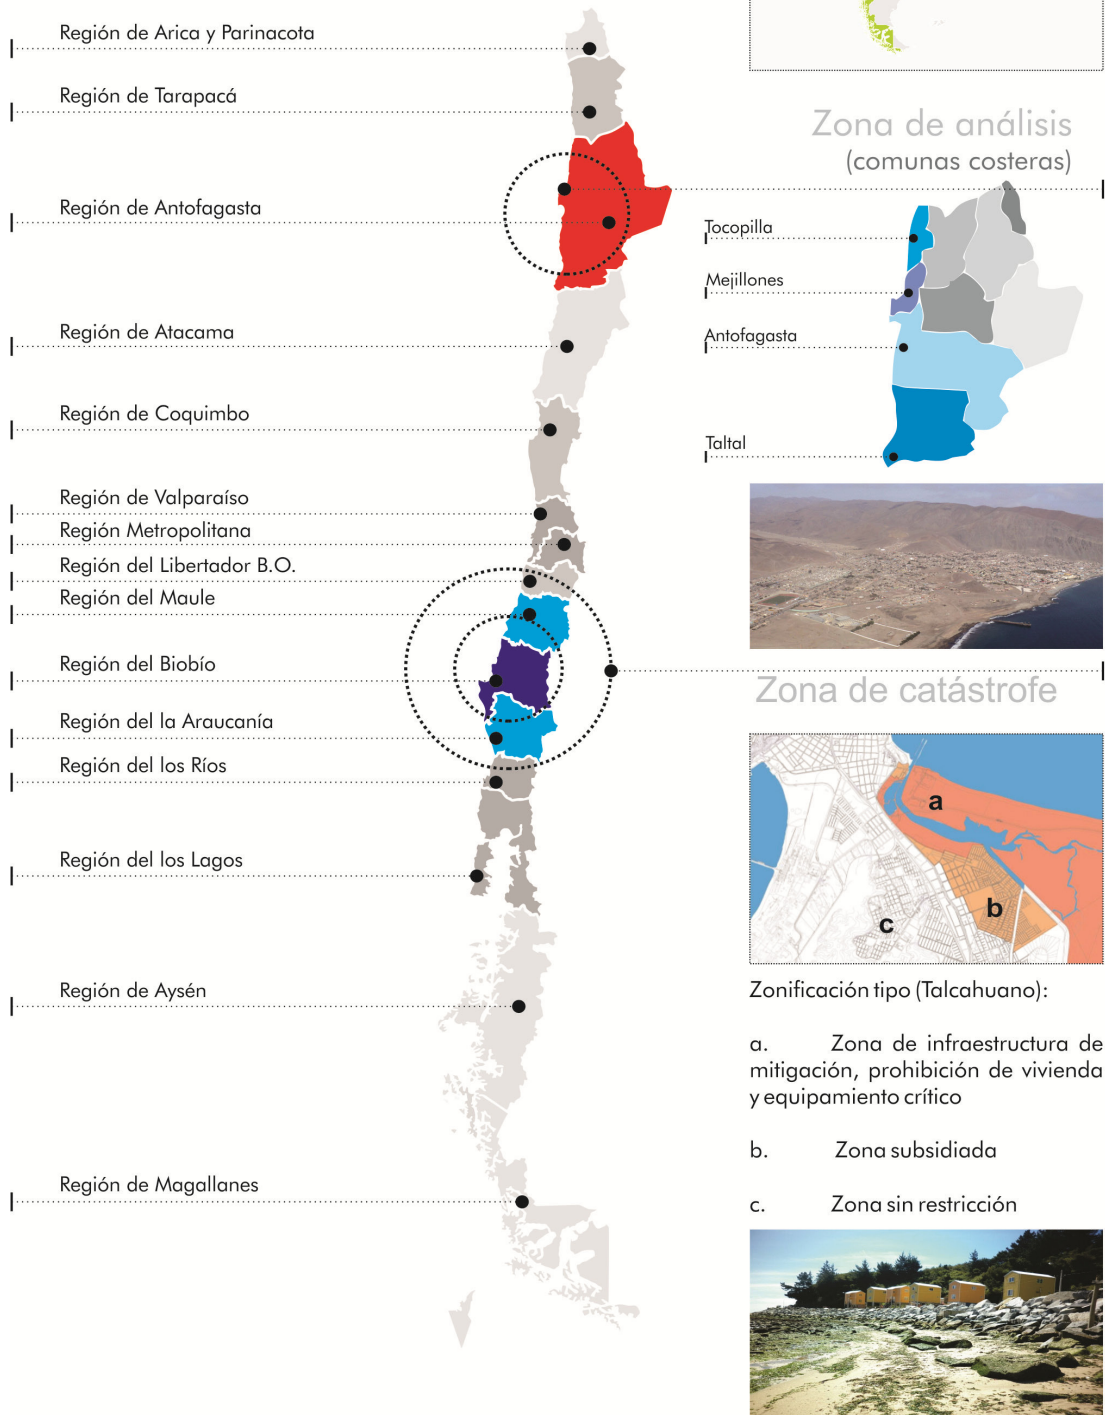 Región de Arica y Parinacota
Región de Tarapacá
Región de Antofagasta
Región de Atacama
Región de Coquimbo
Región de Valparaíso
Región Metropolitana
Región del Libertador B.O.
Región del Maule
Región del Biobío
Región del la Araucanía
Región del los Ríos
Región del los Lagos
Región de Aysén
Región de Magallanes
Zona de análisis
(comunas costeras)
Tocopilla
Mejillones
Antofagasta
Taltal
Zona de catástrofe
a
b
c
Zonificación tipo (Talcahuano):
a. Zona de infraestructura de
mitigación, prohibición de vivienda
y equipamiento crítico
b. Zona subsidiada
c. Zona sin restricción